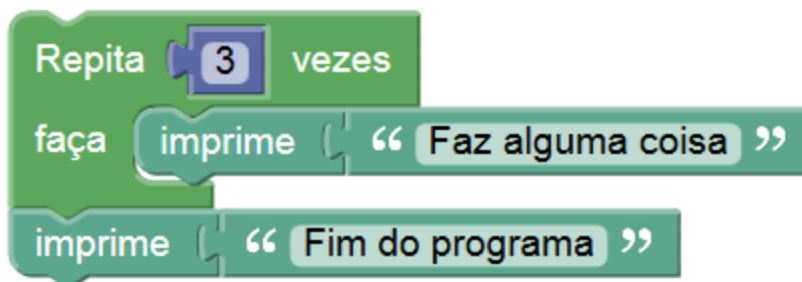 Repita 3 vezes
faça imprime “ Faz alguma coisa ”
imprime “ Fim do programa ”